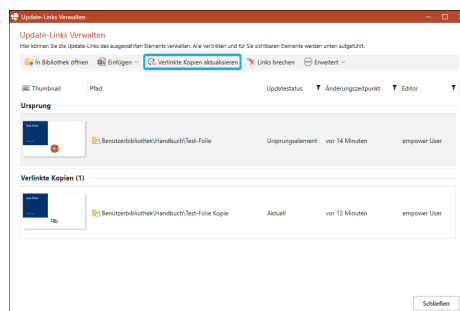 Update-Links Verwalten
Update-Links Verwalten
Hier können Sie die Update-Links des ausgewählten Elements verwalten. Alle verlinkten und für Sie sichtbaren Elemente werden unten aufgeführt.
In Bibliothek öffnen Einfügen Verlinkte Kopien aktualisieren Links brechen Erweitert
Thumbnail Pfad Updatestatus Änderungszeitpunkt Editor
Ursprung
Test-Folie
Benutzerbibliothek\Handbuch\Test-Folie Ursprungselement vor 14 Minuten empower User
Verlinkte Kopien (1)
Test-Folie
Benutzerbibliothek\Handbuch\Test-Folie Kopie Aktuell vor 13 Minuten empower User
Schließen